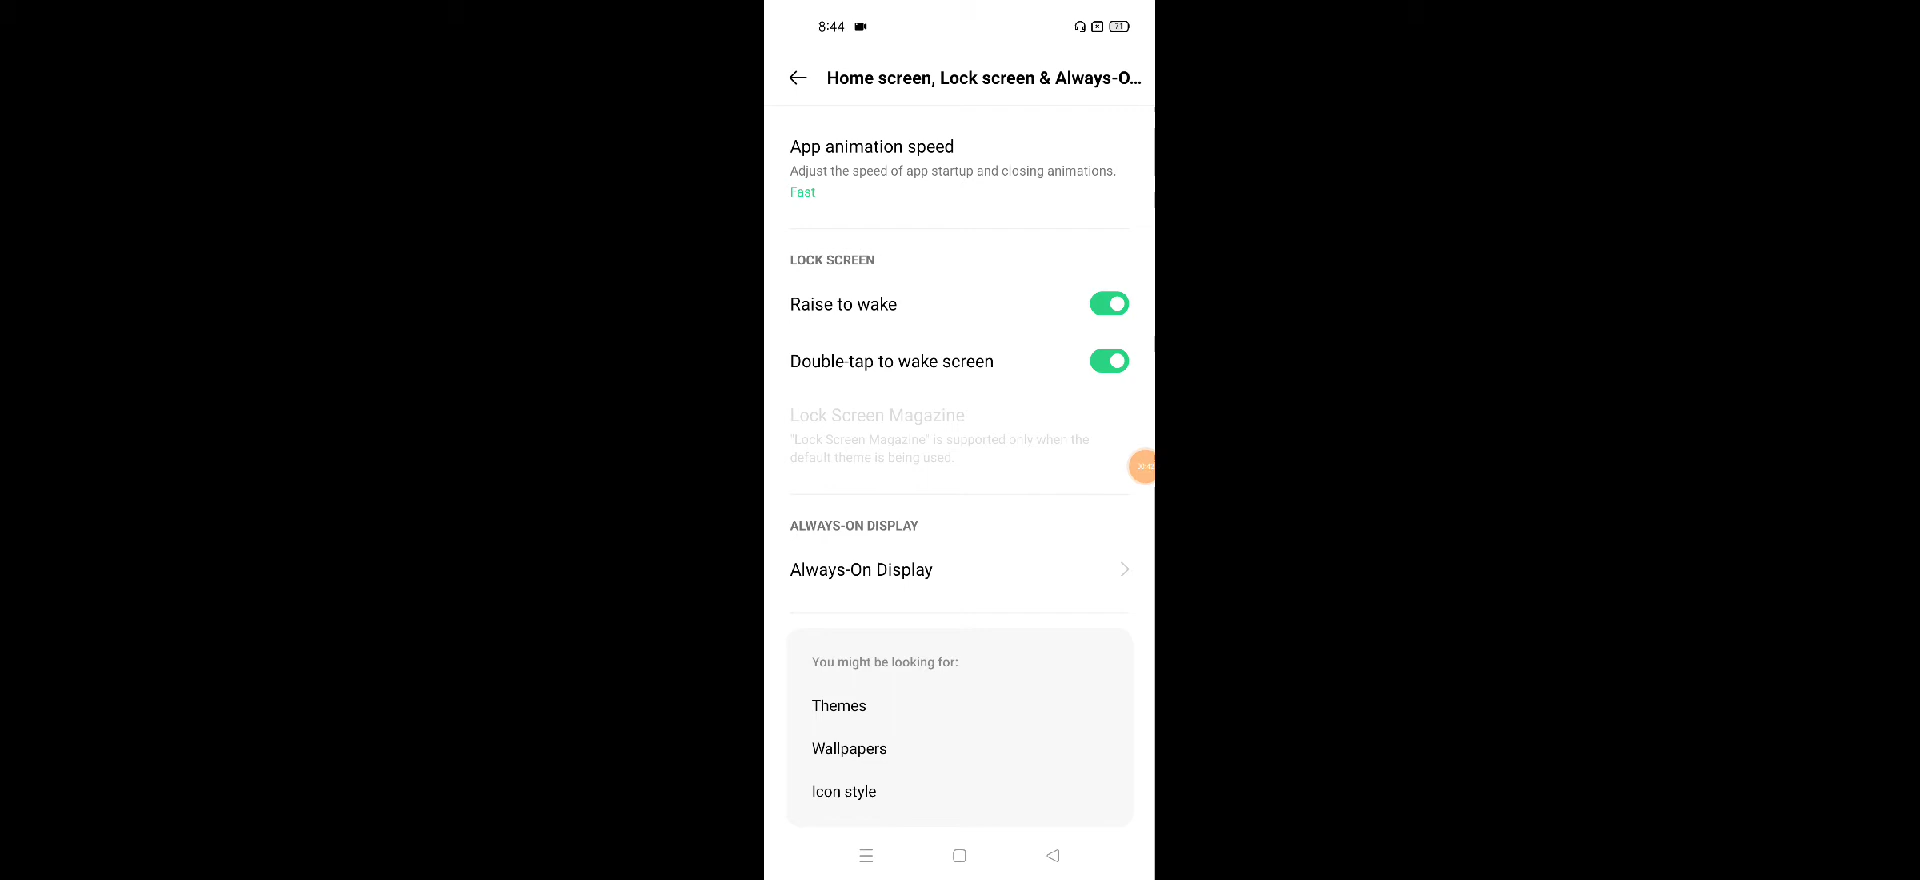 8:44
71
Home screen, Lock screen & Always-O...
App animation speed
Adjust the speed of app startup and closing animations.
Fast
LOCK SCREEN
Raise to wake
Double-tap to wake screen
Lock Screen Magazine
"Lock Screen Magazine" is supported only when the
default theme is being used.
ALWAYS-ON DISPLAY
Always-On Display
You might be looking for:
Themes
Wallpapers
Icon style